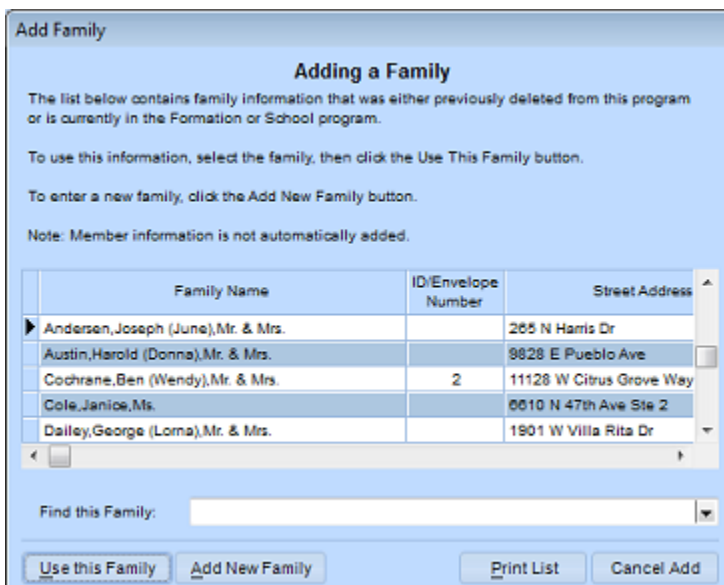 Add Family
Adding a Family
The list below contains family information that was either previously deleted from this program
or is currently in the Formation or School program.
To use this information, select the family, then click the Use This Family button.
To enter a new family, click the Add New Family button.
Note: Member information is not automatically added.
Family Name ID/Envelope Number Street Address
Andersen,Joseph (June),Mr. & Mrs. 265 N Harris Dr
Austin,Harold (Donna),Mr. & Mrs. 9828 E Pueblo Ave
Cochrane,Ben (Wendy),Mr. & Mrs. 2 11128 W Citrus Grove Way
Cole,Janice,Ms. 6610 N 47th Ave Ste 2
Dailey,George (Lorna),Mr. & Mrs. 1901 W Villa Rita Dr
Find this Family:
Use this Family Add New Family Print List Cancel Add